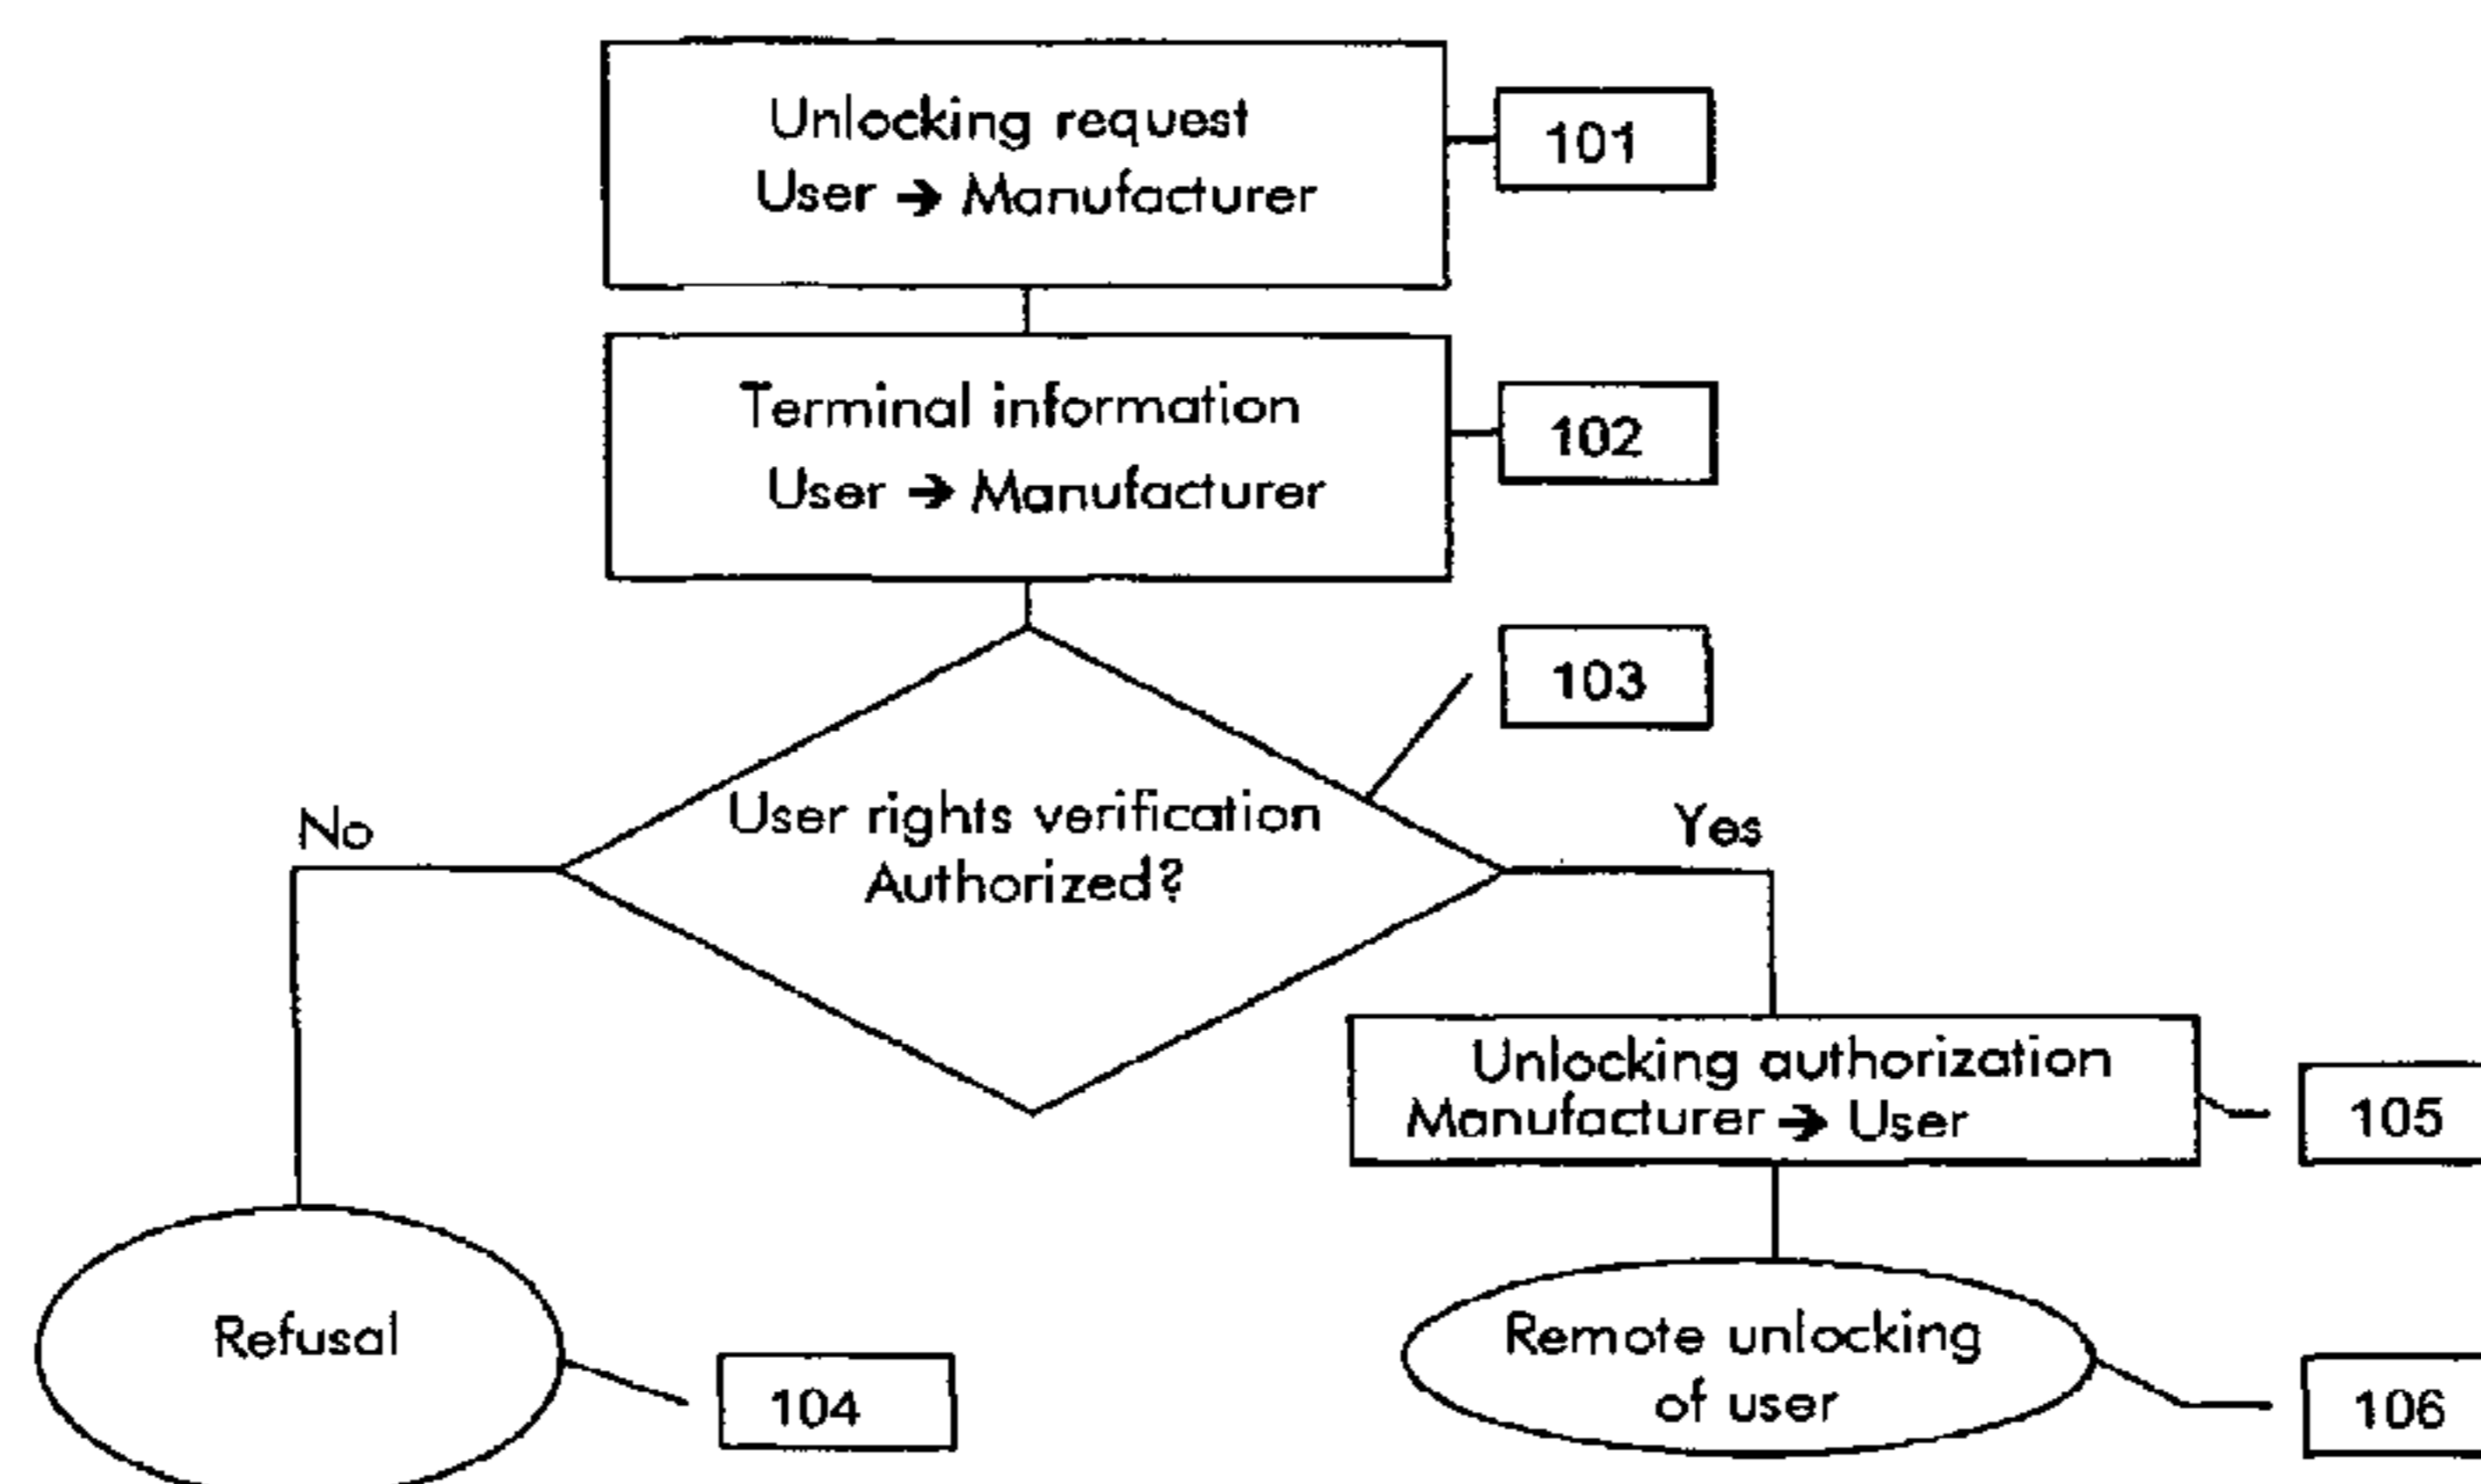 Unlocking request
User → Manufacturer
101
Terminal information
User → Manufacturer
102
103
User rights verification
Authorized?
No
Yes
Unlocking authorization
Manufacturer → User
105
Refusal
104
Remote unlocking
of user
106